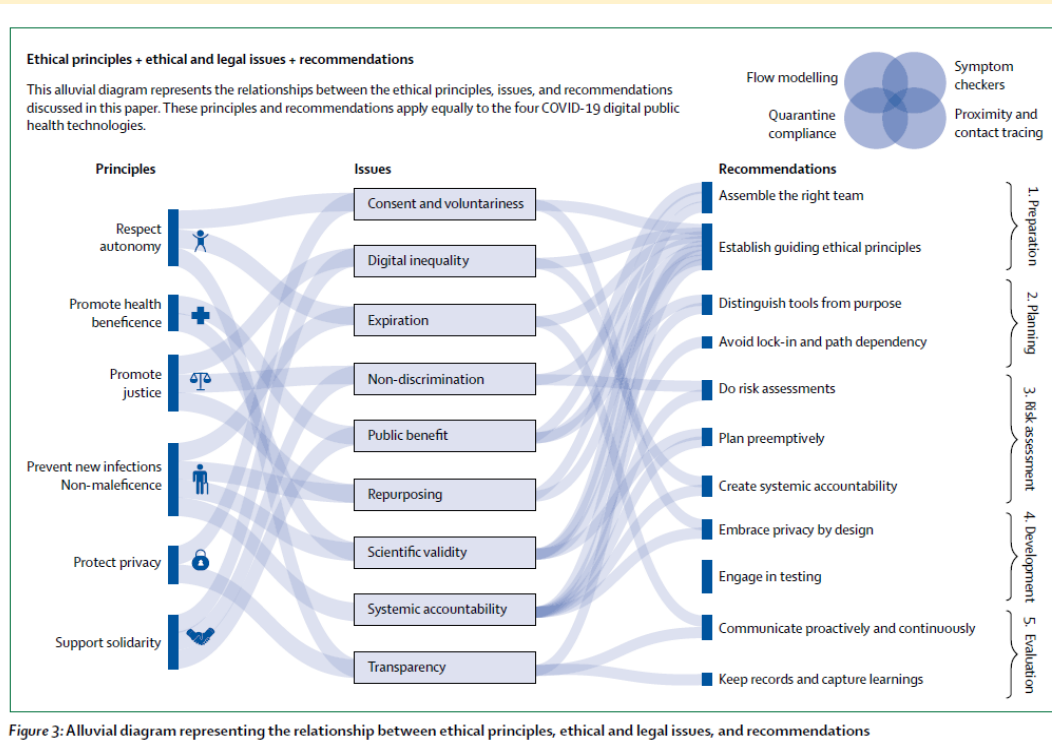 Ethical principles + ethical and legal issues + recommendations
This alluvial diagram represents the relationships between the ethical principles, issues, and recommendations
discussed in this paper. These principles and recommendations apply equally to the four COVID-19 digital public
health technologies.
Flow modelling
Symptom
checkers
Quarantine
compliance
Proximity and
contact tracing
Principles
Respect
autonomy
Promote health
beneficence
Promote
justice
Prevent new infections
Non-maleficence
Protect privacy
Support solidarity
Issues
Consent and voluntariness
Digital inequality
Expiration
Non-discrimination
Public benefit
Repurposing
Scientific validity
Systemic accountability
Transparency
Recommendations
Assemble the right team
Establish guiding ethical principles
Distinguish tools from purpose
Avoid lock-in and path dependency
Do risk assessments
Plan preemptively
Create systemic accountability
Embrace privacy by design
Engage in testing
Communicate proactively and continuously
Keep records and capture learnings
1. Preparation
2. Planning
3. Risk assessment
4. Development
5. Evaluation
Figure 3: Alluvial diagram representing the relationship between ethical principles, ethical and legal issues, and recommendations